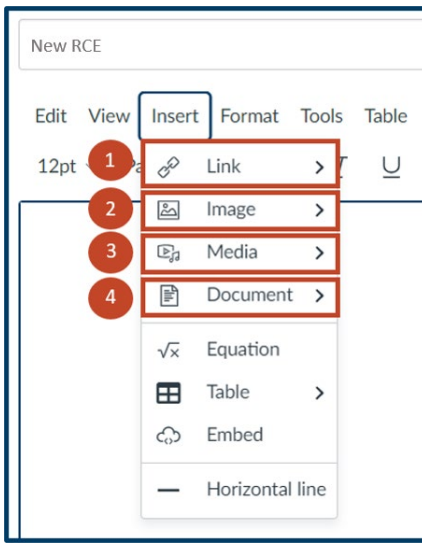 New RCE
Edit View Insert Format Tools Table
12pt
1 Link
2 Image
3 Media
4 Document
Equation
Table
Embed
Horizontal line